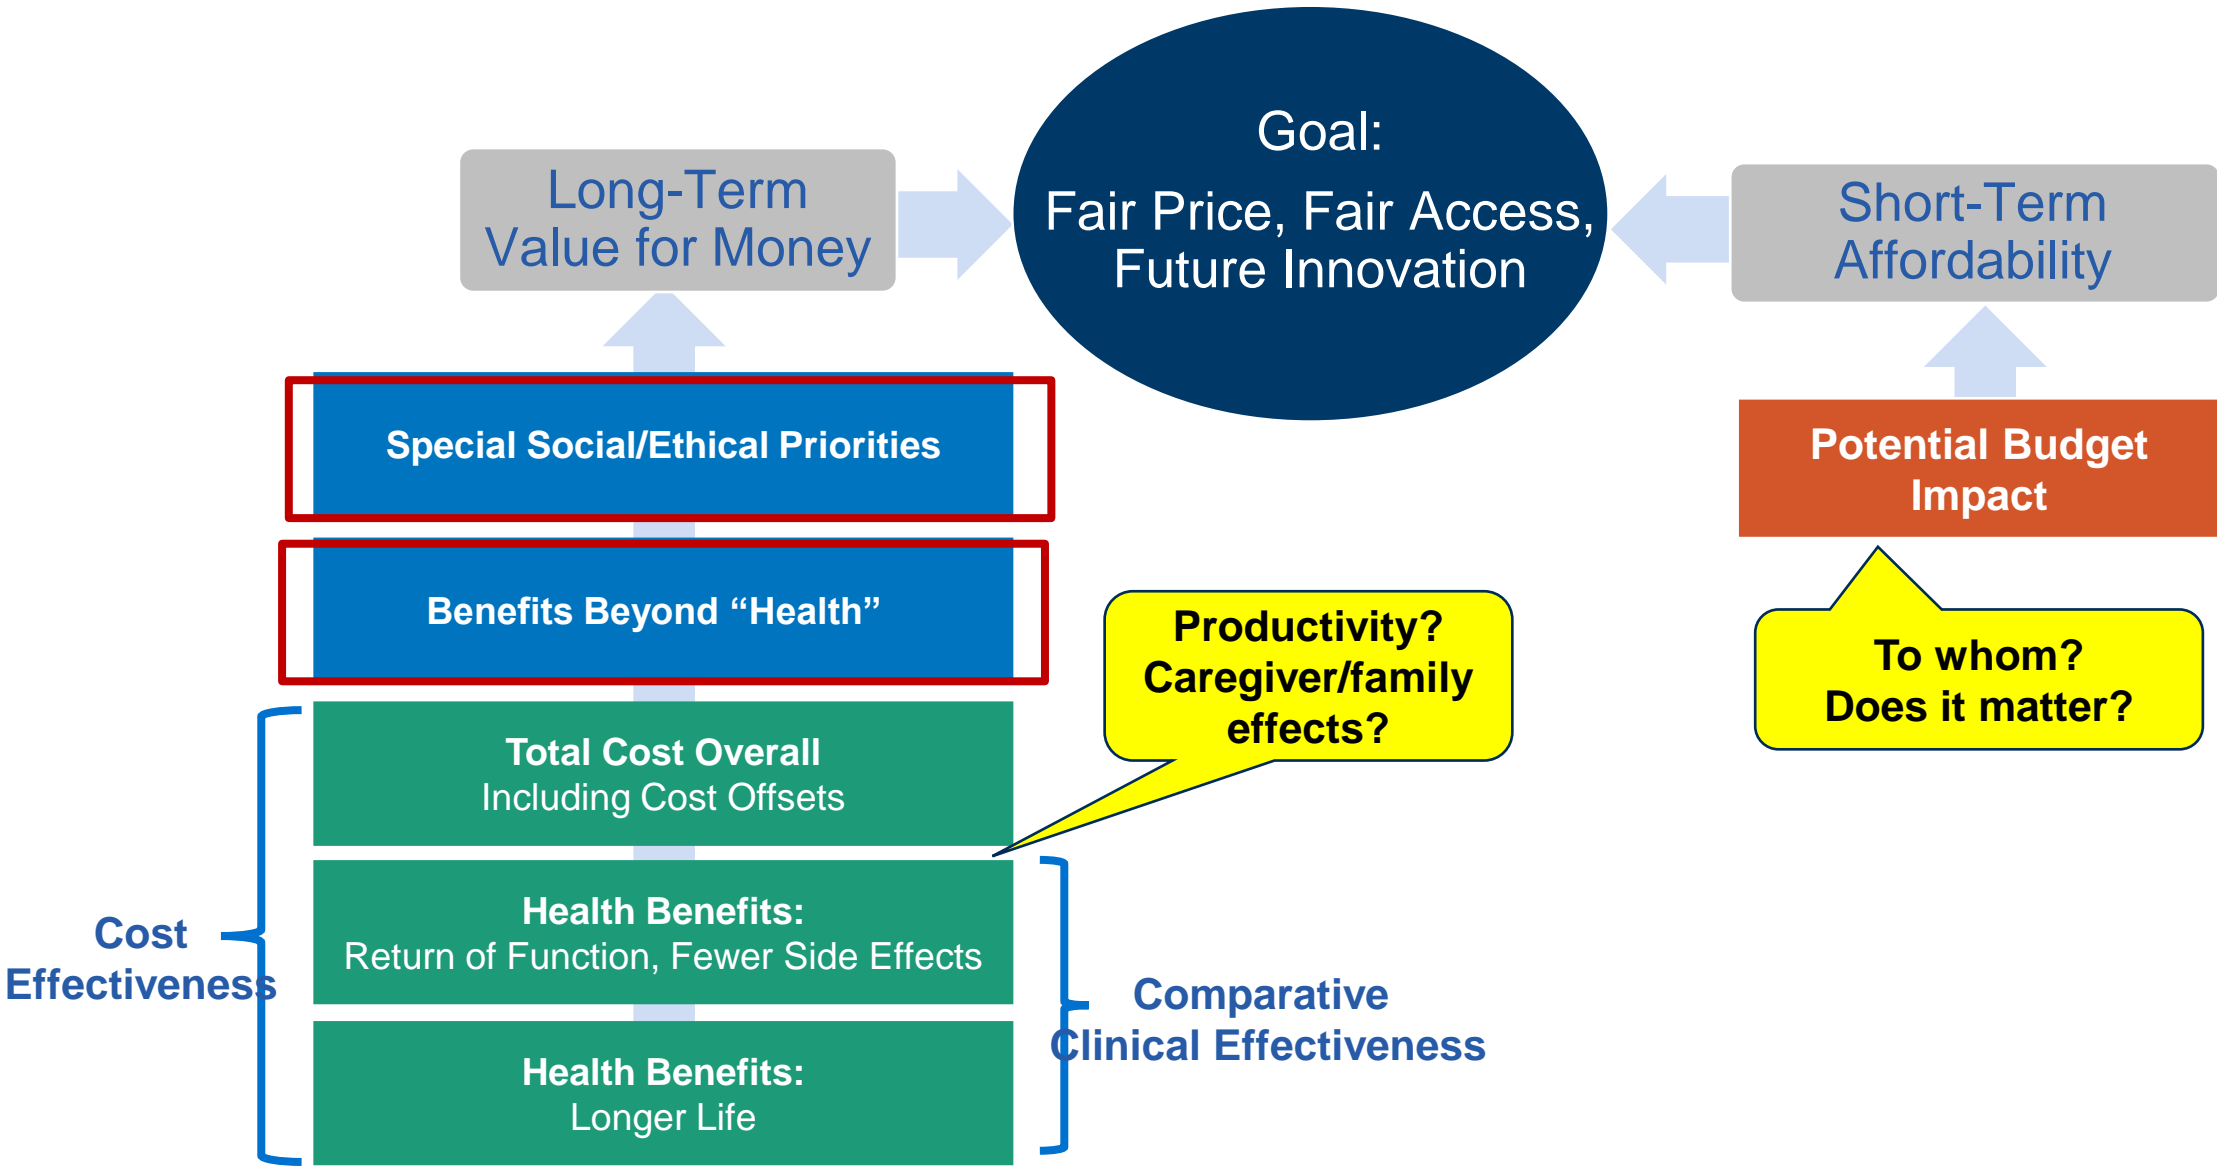 Goal:
Fair Price, Fair Access,
Future Innovation
Long-Term
Value for Money
Short-Term
Affordability
Special Social/Ethical Priorities
Potential Budget
Impact
Benefits Beyond “Health”
Productivity?
Caregiver/family
effects?
To whom?
Does it matter?
Total Cost Overall
Including Cost Offsets
Health Benefits:
Return of Function, Fewer Side Effects
Cost
Effectiveness
Comparative
Clinical Effectiveness
Health Benefits:
Longer Life